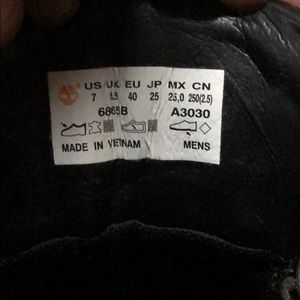 US UK EU JP MX CN
7 6.5 40 25 25,0 250(2.5)
6865B A3030
MADE IN VIETNAM MENS